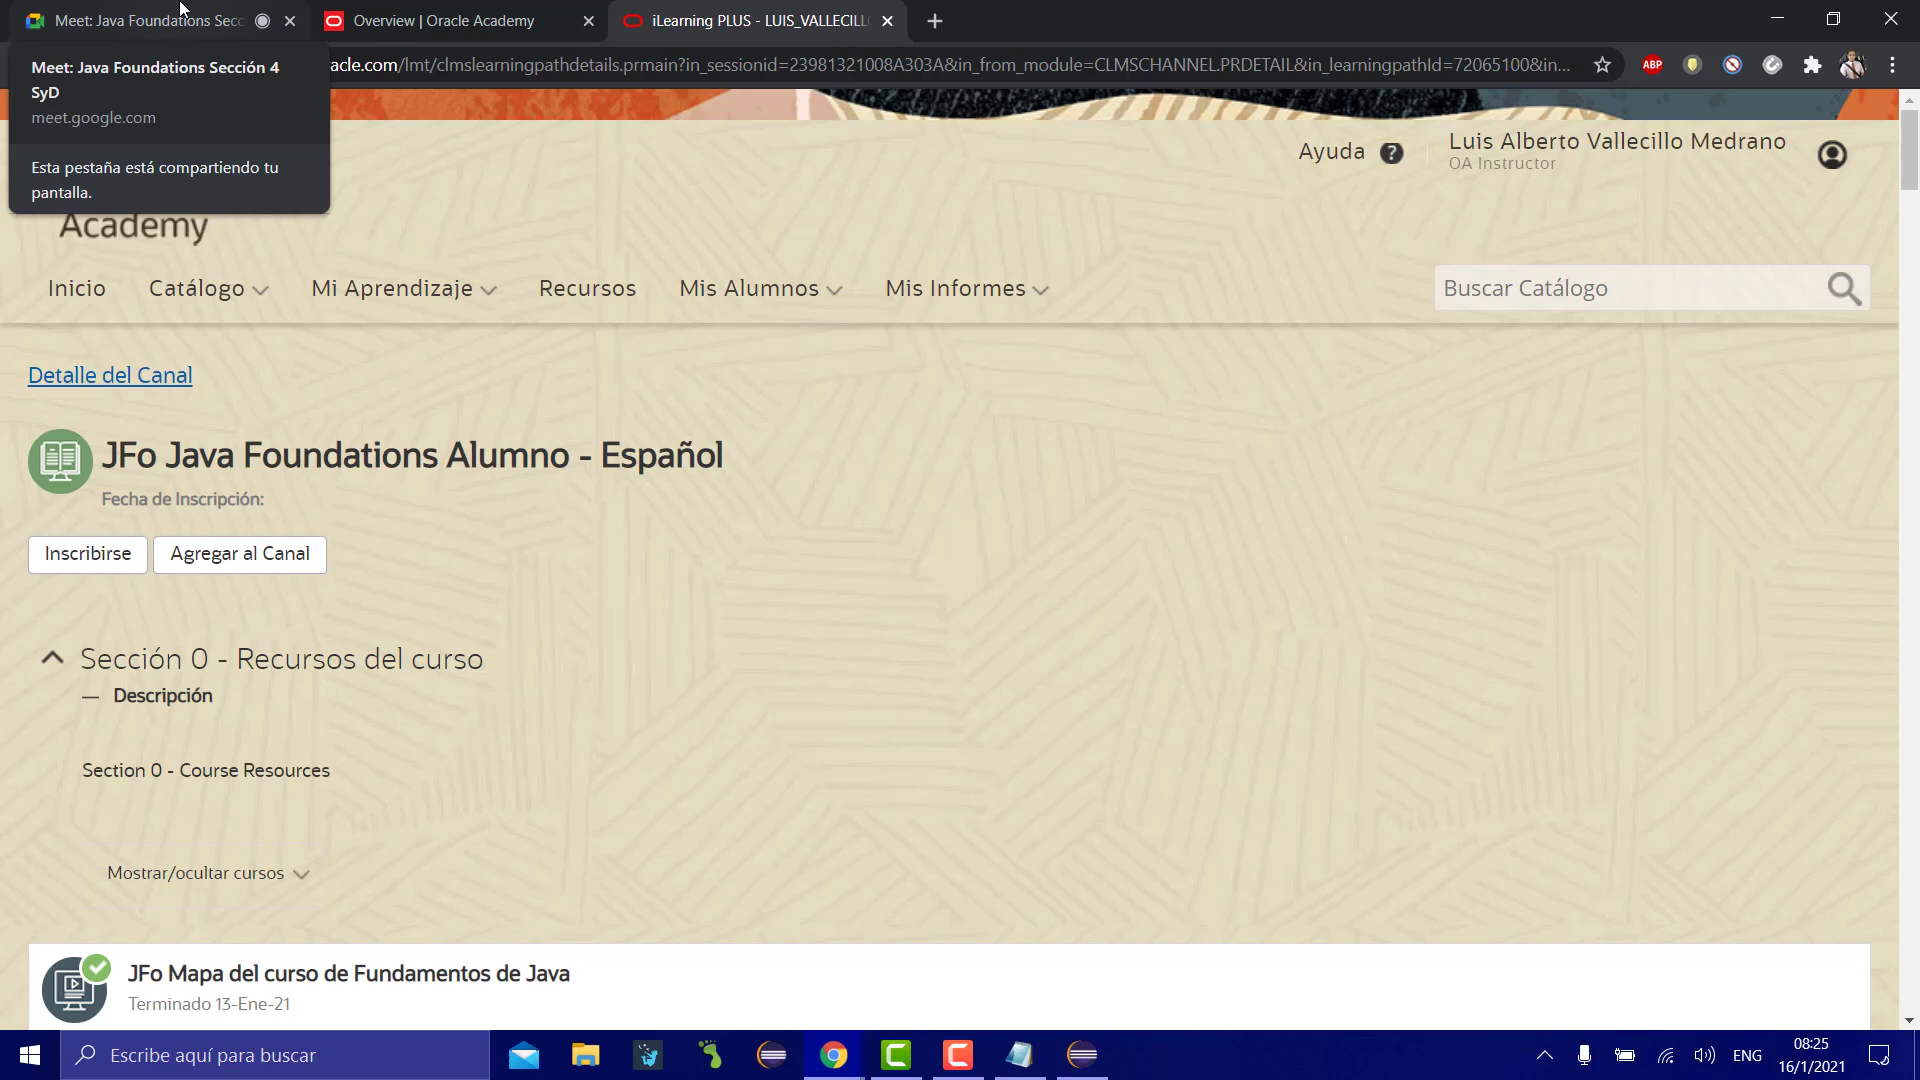 Meet: Java Foundations Secc
Overview | Oracle Academy
iLearning PLUS - LUIS_VALLECILL
acle.com/lmt/clmslearningpathdetails.prmain?in_sessionid=23981321008A303A&in_from_module=CLMSCHANNEL.PRDETAIL&in_learningpathId=72065100&in...
ABP
Meet: Java Foundations Sección 4
SyD
meet.google.com
Esta pestaña está compartiendo tu
pantalla.
Academy
Ayuda ?
Luis Alberto Vallecillo Medrano
OA Instructor
Inicio Catálogo Mi Aprendizaje Recursos Mis Alumnos Mis Informes
Buscar Catálogo
Detalle del Canal
JFo Java Foundations Alumno - Español
Fecha de Inscripción:
Inscribirse Agregar al Canal
Sección 0 - Recursos del curso
— Descripción
Section 0 - Course Resources
Mostrar/ocultar cursos
JFo Mapa del curso de Fundamentos de Java
Terminado 13-Ene-21
Escribe aquí para buscar
ENG
08:25
16/1/2021